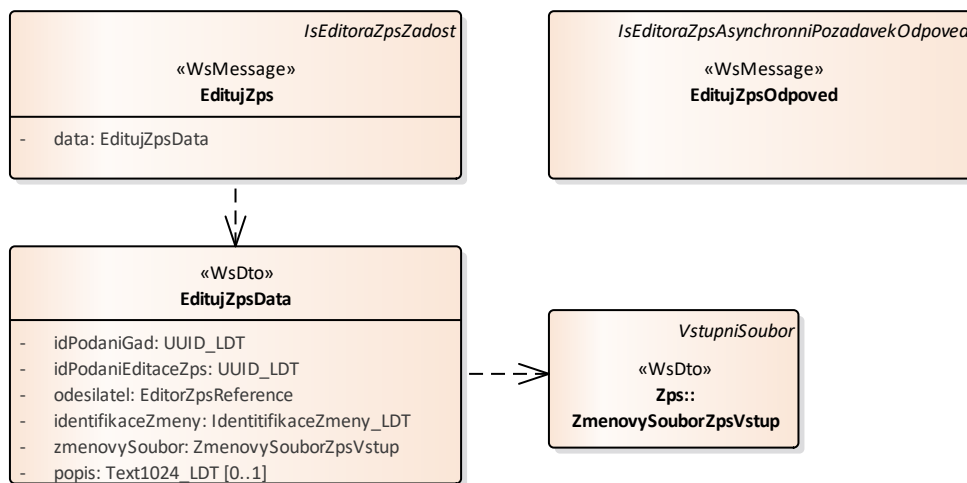 IsEditoraZpsZadost
«WsMessage»
EditujZps
- data: EditujZpsData
IsEditoraZpsAsynchronniPozadavekOdpoved
«WsMessage»
EditujZpsOdpoved
«WsDto»
EditujZpsData
- idPodaniGad: UUID_LDT
- idPodaniEditaceZps: UUID_LDT
- odesilatel: EditorZpsReference
- identifikaceZmeny: IdentitifikaceZmeny_LDT
- zmenovySoubor: ZmenovySouborZpsVstup
- popis: Text1024_LDT [0..1]
VstupniSoubor
«WsDto»
Zps::
ZmenovySouborZpsVstup